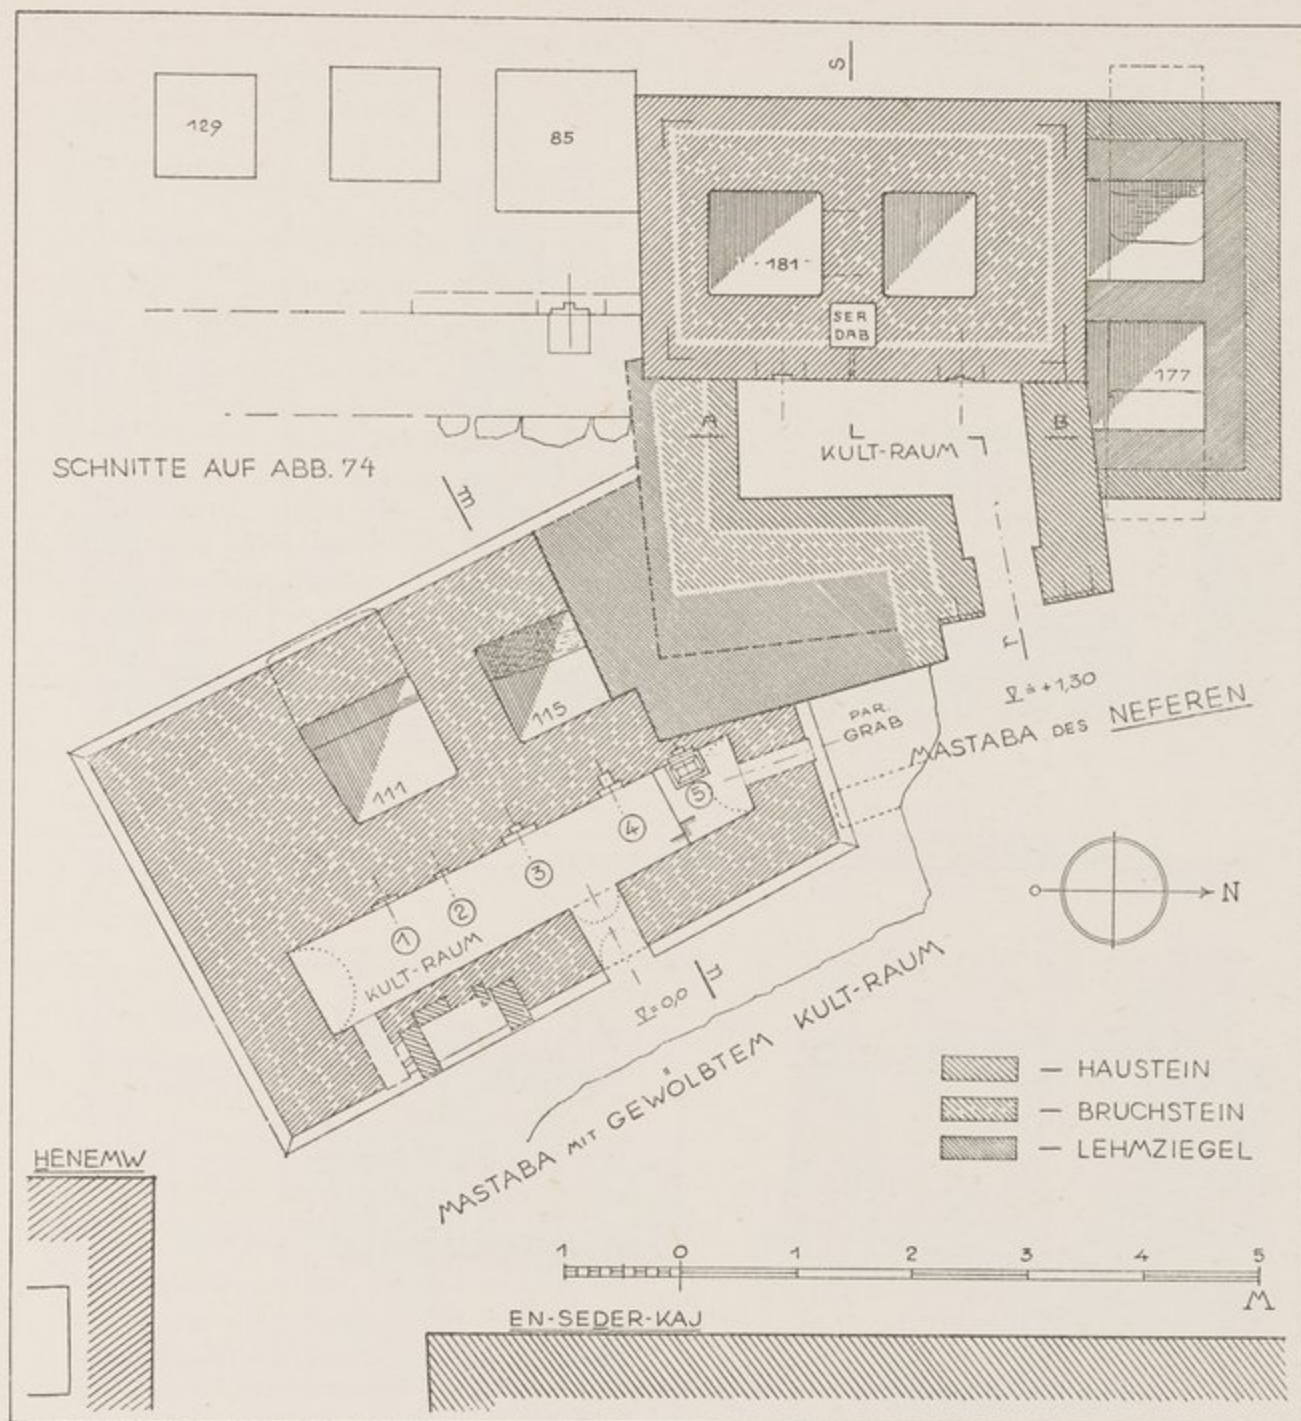 S
129
85
181
SER
DAB
177
A
B
KULT-RAUM
SCHNITTE AUF ABB. 74
m
r
∇ = +1,30
MASTABA DES NEFEREN
PAR.
GRAB
115
111
5
4
3
2
1
KULT-RAUM
N
∇ = 0,0
MASTABA MIT GEWÖLBTEM KULT-RAUM
— HAUSTEIN
— BRUCHSTEIN
— LEHMZIEGEL
HENEMW
1 0 1 2 3 4 5
M
EN-SEDER-KAJ